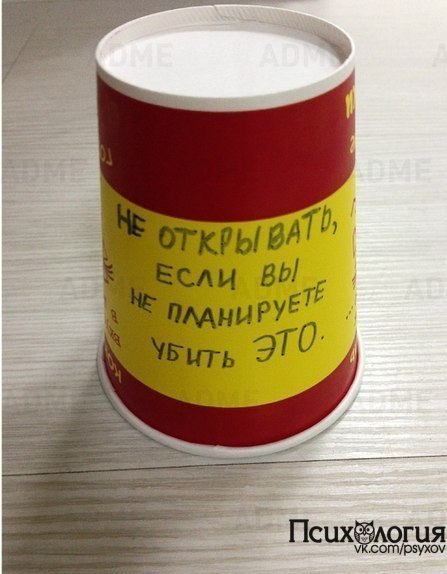 НЕ ОТКРЫВАТЬ,
ЕСЛИ ВЫ
НЕ ПЛАНИРУЕТЕ
УБИТЬ ЭТО.
ПСИХОЛОГИЯ
vk.com/psyxov
ADME